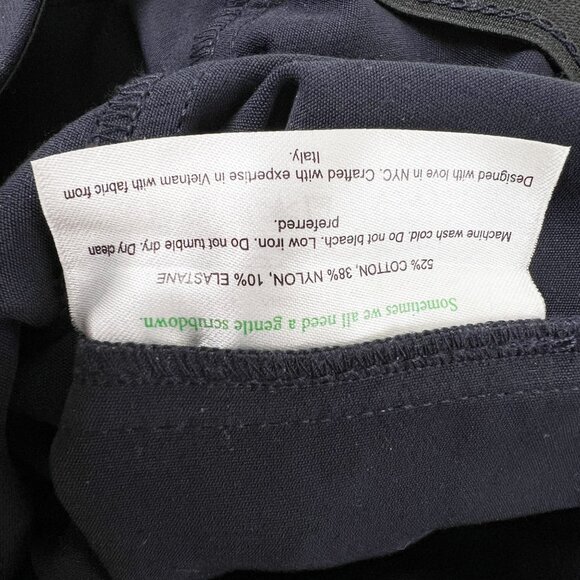 Sometimes we all need a gentle scrubdown.
52% COTTON, 38% NYLON, 10% ELASTANE
Machine wash cold. Do not bleach. Low iron. Do not tumble dry. Dry clean
preferred.
Designed with love in NYC. Crafted with expertise in Vietnam with fabric from
Italy.